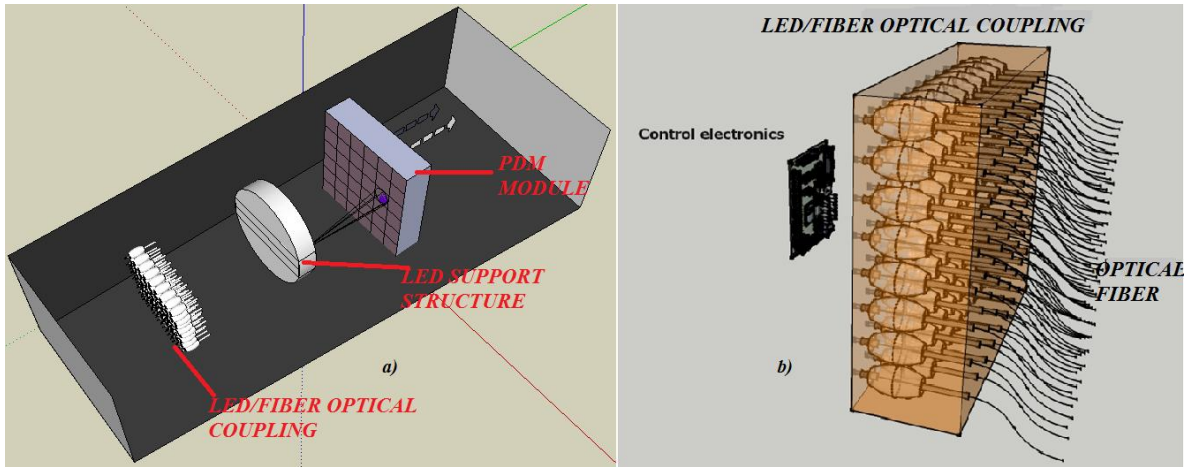 PDM
MODULE
LED SUPPORT
STRUCTURE
a)
LED/FIBER OPTICAL
COUPLING
LED/FIBER OPTICAL COUPLING
Control electronics
OPTICAL
FIBER
b)